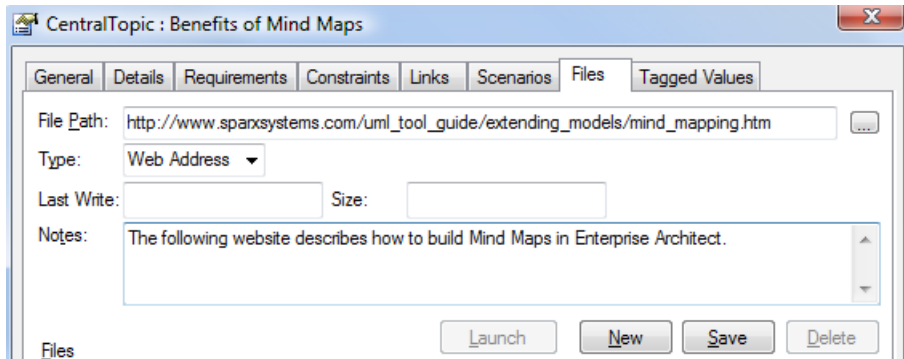 CentralTopic : Benefits of Mind Maps
General Details Requirements Constraints Links Scenarios Files Tagged Values
File Path: http://www.sparxsystems.com/uml_tool_guide/extending_models/mind_mapping.htm ...
Type: Web Address
Last Write: Size:
Notes: The following website describes how to build Mind Maps in Enterprise Architect.
Launch New Save Delete
Files